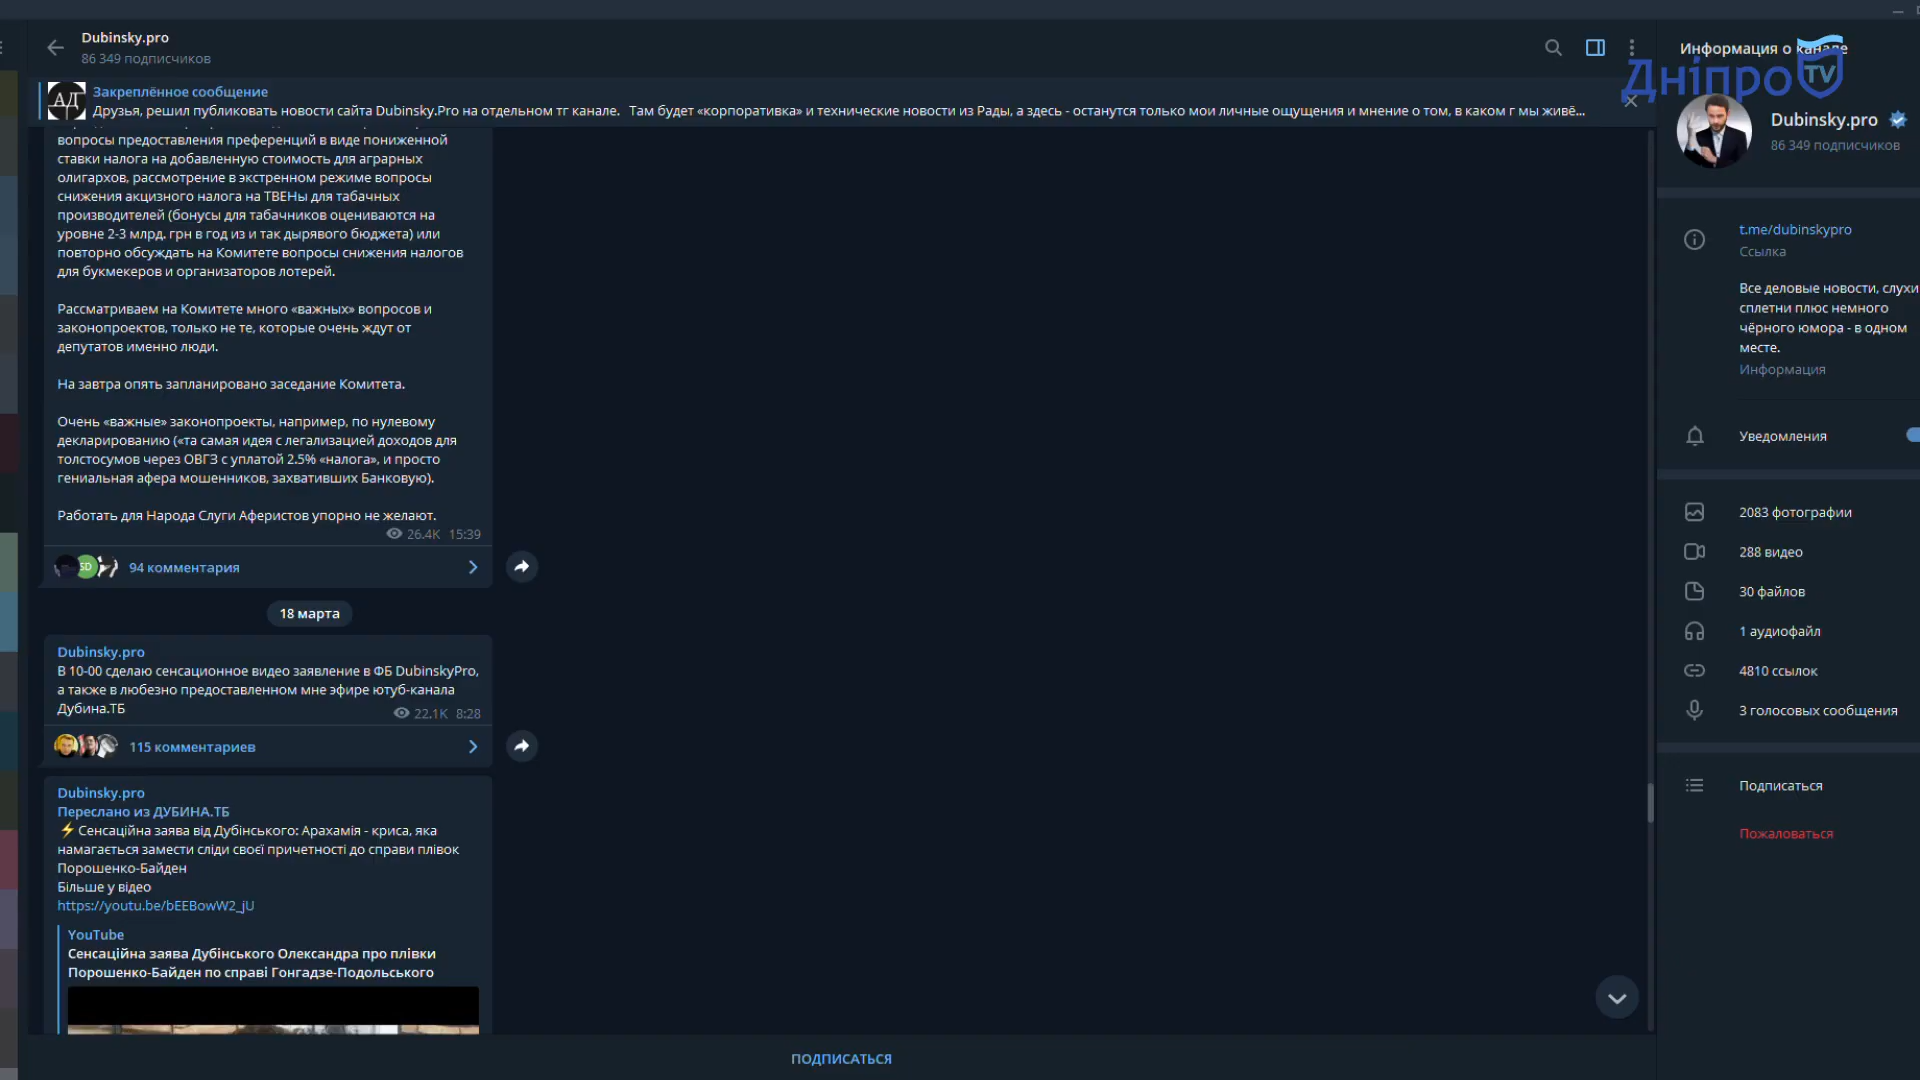 Dubinsky.pro
86 349 подписчиков
Закреплённое сообщение
Друзья, решил публиковать новости сайта Dubinsky.Pro на отдельном тг канале. Там будет «корпоративка» и технические новости из Рады, а здесь - останутся только мои личные ощущения и мнение о том, в каком г мы живё...
АД
вопросы предоставления преференций в виде пониженной
ставки налога на добавленную стоимость для аграрных
олигархов, рассмотрение в экстренном режиме вопросы
снижения акцизного налога на ТВЕНы для табачных
производителей (бонусы для табачников оцениваются на
уровне 2-3 млрд. грн в год из и так дырявого бюджета) или
повторно обсуждать на Комитете вопросы снижения налогов
для букмекеров и организаторов лотерей.
Рассматриваем на Комитете много «важных» вопросов и
законопроектов, только не те, которые очень ждут от
депутатов именно люди.
На завтра опять запланировано заседание Комитета.
Очень «важные» законопроекты, например, по нулевому
декларированию («та самая идея с легализацией доходов для
толстосумов через ОВГЗ с уплатой 2.5% «налога», и просто
гениальная афера мошенников, захвативших Банковую).
Работать для Народа Слуги Аферистов упорно не желают.
26.4K 15:39
SD
94 комментария
18 марта
Dubinsky.pro
В 10-00 сделаю сенсационное видео заявление в ФБ DubinskyPro,
а также в любезно предоставленном мне эфире ютуб-канала
Дубина.ТБ
22.1K 8:28
115 комментариев
Dubinsky.pro
Переслано из ДУБИНА.ТБ
⚡ Сенсаційна заява від Дубінського: Арахамія - криса, яка
намагається замести сліди своєї причетності до справи плівок
Порошенко-Байден
Більше у відео
https://youtu.be/bEEBowW2_jU
YouTube
Сенсаційна заява Дубінського Олександра про плівки
Порошенко-Байден по справі Гонгадзе-Подольського
ПОДПИСАТЬСЯ
Информация о канале
Дніпро TV
Dubinsky.pro
86 349 подписчиков
t.me/dubinskypro
Ссылка
Все деловые новости, слухи
сплетни плюс немного
чёрного юмора - в одном
месте.
Информация
Уведомления
2083 фотографии
288 видео
30 файлов
1 аудиофайл
4810 ссылок
3 голосовых сообщения
Подписаться
Пожаловаться